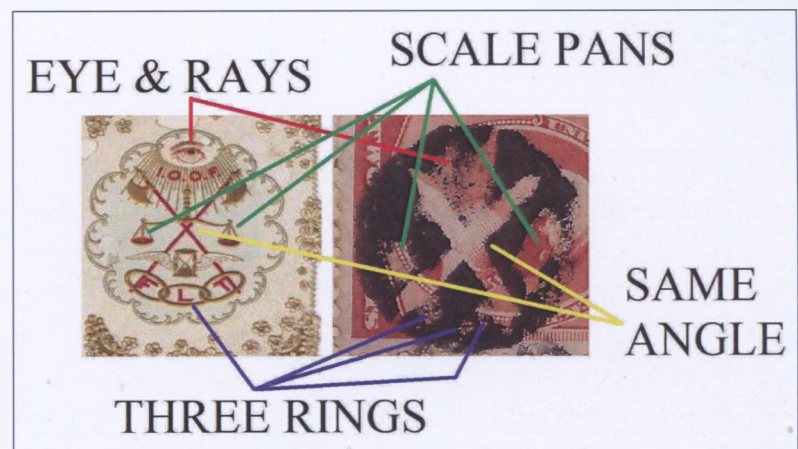 SCALE PANS
EYE & RAYS
I.O.O.F.
F L T
SAME
ANGLE
THREE RINGS